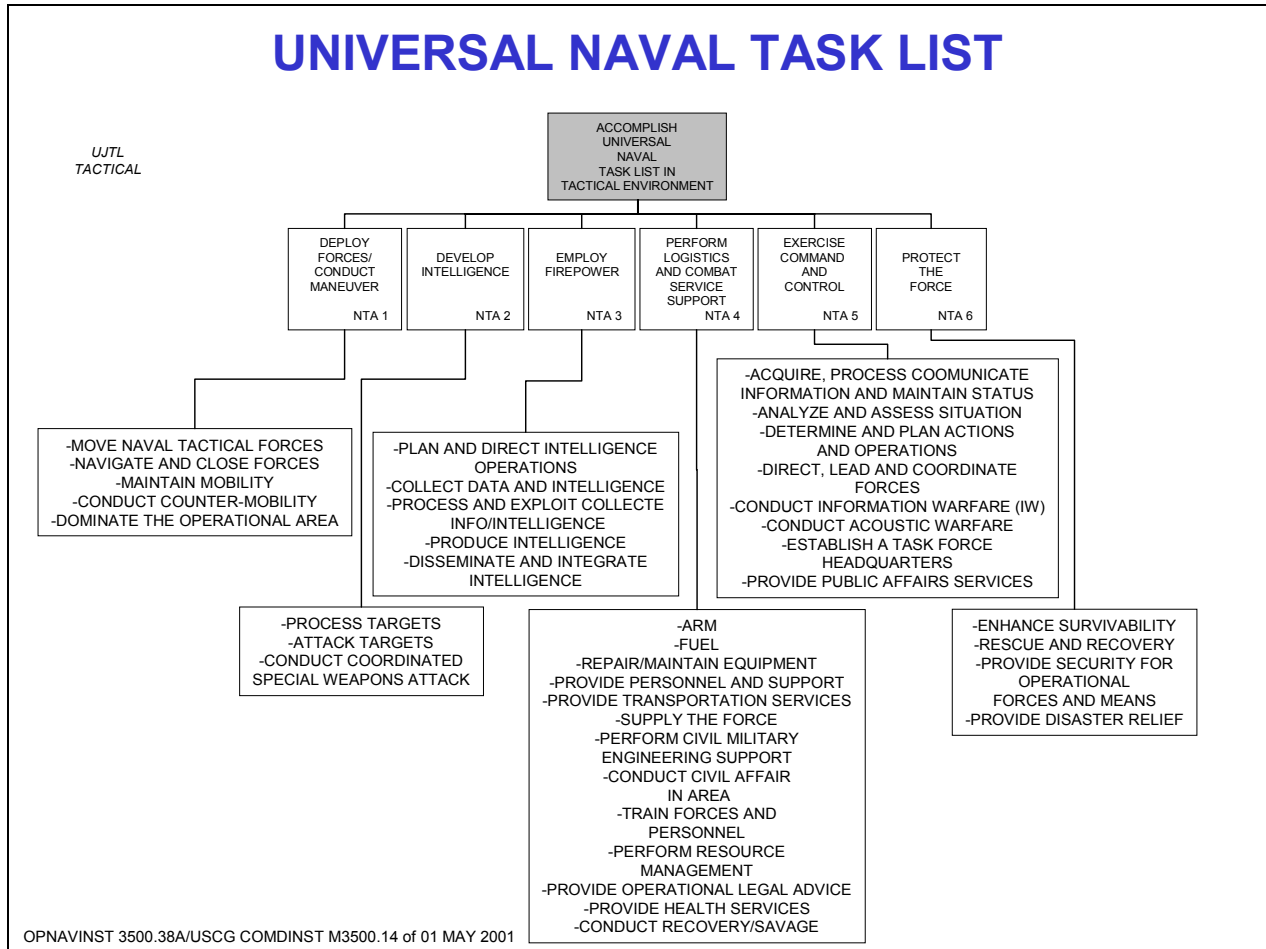 UNIVERSAL NAVAL TASK LIST
UJTL
TACTICAL
ACCOMPLISH
UNIVERSAL
NAVAL
TASK LIST IN
TACTICAL ENVIRONMENT
DEPLOY
FORCES/
CONDUCT
MANEUVER
NTA 1
DEVELOP
INTELLIGENCE
NTA 2
EMPLOY
FIREPOWER
NTA 3
PERFORM
LOGISTICS
AND COMBAT
SERVICE
SUPPORT
NTA 4
EXERCISE
COMMAND
AND
CONTROL
NTA 5
PROTECT
THE
FORCE
NTA 6
-MOVE NAVAL TACTICAL FORCES
-NAVIGATE AND CLOSE FORCES
-MAINTAIN MOBILITY
-CONDUCT COUNTER-MOBILITY
-DOMINATE THE OPERATIONAL AREA
-PLAN AND DIRECT INTELLIGENCE
OPERATIONS
-COLLECT DATA AND INTELLIGENCE
-PROCESS AND EXPLOIT COLLECTE
INFO/INTELLIGENCE
-PRODUCE INTELLIGENCE
-DISSEMINATE AND INTEGRATE
INTELLIGENCE
-ACQUIRE, PROCESS COOMUNICATE
INFORMATION AND MAINTAIN STATUS
-ANALYZE AND ASSESS SITUATION
-DETERMINE AND PLAN ACTIONS
AND OPERATIONS
-DIRECT, LEAD AND COORDINATE
FORCES
-CONDUCT INFORMATION WARFARE (IW)
-CONDUCT ACOUSTIC WARFARE
-ESTABLISH A TASK FORCE
HEADQUARTERS
-PROVIDE PUBLIC AFFAIRS SERVICES
-PROCESS TARGETS
-ATTACK TARGETS
-CONDUCT COORDINATED
SPECIAL WEAPONS ATTACK
-ARM
-FUEL
-REPAIR/MAINTAIN EQUIPMENT
-PROVIDE PERSONNEL AND SUPPORT
-PROVIDE TRANSPORTATION SERVICES
-SUPPLY THE FORCE
-PERFORM CIVIL MILITARY
ENGINEERING SUPPORT
-CONDUCT CIVIL AFFAIR
IN AREA
-TRAIN FORCES AND
PERSONNEL
-PERFORM RESOURCE
MANAGEMENT
-PROVIDE OPERATIONAL LEGAL ADVICE
-PROVIDE HEALTH SERVICES
-CONDUCT RECOVERY/SAVAGE
-ENHANCE SURVIVABILITY
-RESCUE AND RECOVERY
-PROVIDE SECURITY FOR
OPERATIONAL
FORCES AND MEANS
-PROVIDE DISASTER RELIEF
OPNAVINST 3500.38A/USCG COMDINST M3500.14 of 01 MAY 2001